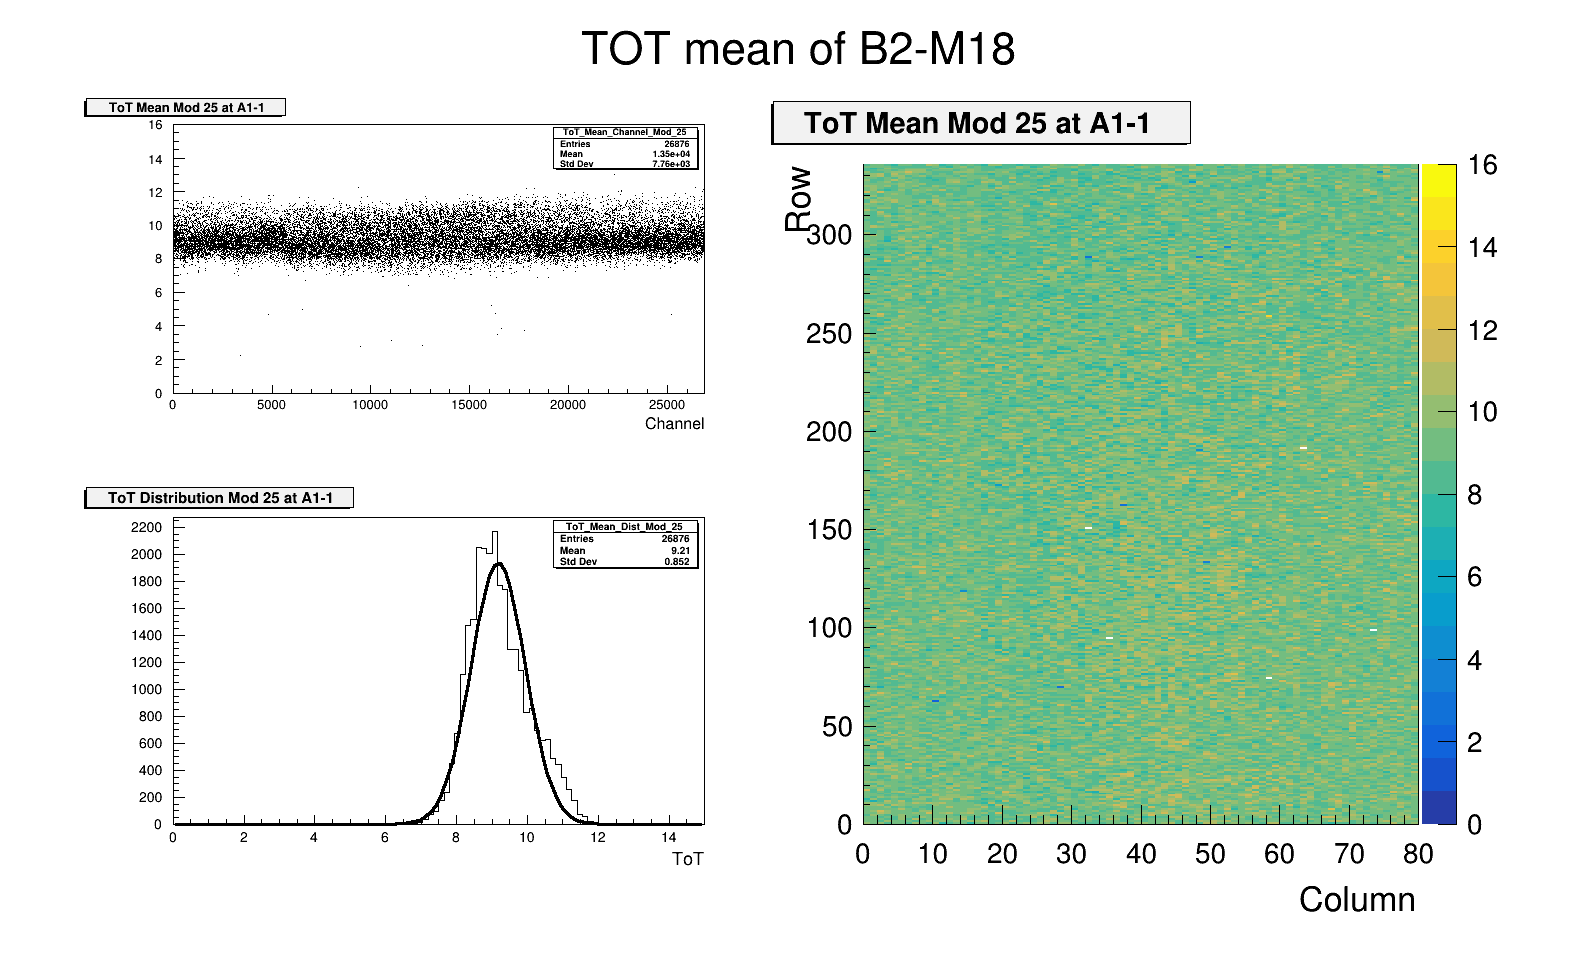 TOT mean of B2-M18
ToT Mean Mod 25 at A1-1
ToT_Mean_Channel_Mod_25
Entries 26876
Mean 1.35e+04
Std Dev 7.76e+03
16
14
12
10
8
6
4
2
0
0 5000 10000 15000 20000 25000
Channel
ToT Distribution Mod 25 at A1-1
ToT_Mean_Dist_Mod_25
Entries 26876
Mean 9.21
Std Dev 0.852
2200
2000
1800
1600
1400
1200
1000
800
600
400
200
0
0 2 4 6 8 10 12 14
ToT
ToT Mean Mod 25 at A1-1
Row
300
250
200
150
100
50
0
0 10 20 30 40 50 60 70 80
Column
16
14
12
10
8
6
4
2
0